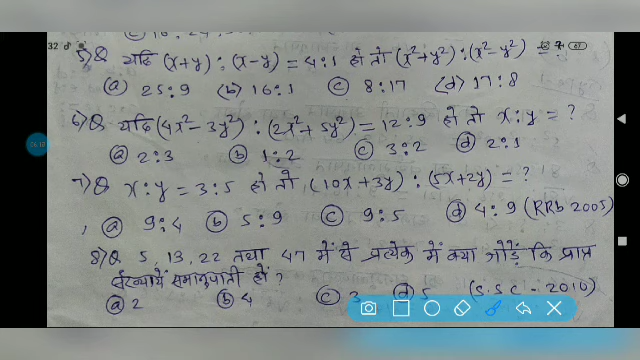 5) Q यदि (x+y) : (x-y) = 4:1 हो तो (x²+y²) : (x²-y²) = ?
(a) 25:9 (b) 16:1 (c) 8:17 (d) 17:8
6) Q यदि (4x²-3y²) : (2x²+5y²) = 12:9 हो तो x:y = ?
(a) 2:3 (b) 1:2 (c) 3:2 (d) 2:1
7) Q x:y = 3:5 हो तो (10x+3y) : (5x+2y) = ?
(a) 9:4 (b) 5:9 (c) 9:5 (d) 4:9 (RRb 2005)
8) Q 5, 13, 22 तथा 47 में से प्रत्येक में क्या जोड़ें कि प्राप्त
संख्यायें समानुपाती हों ?
(a) 2 (b) 4 (c) 3 (d) 5 (S.S.C - 2010)